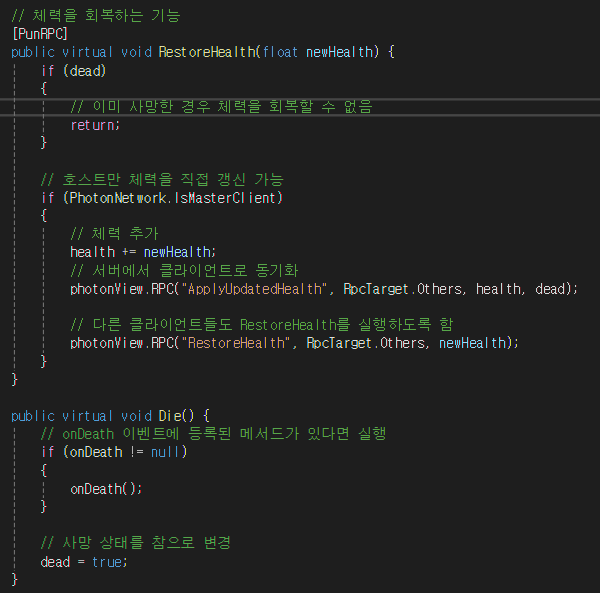 // 체력을 회복하는 기능
[PunRPC]
public virtual void RestoreHealth(float newHealth) {
if (dead)
{
// 이미 사망한 경우 체력을 회복할 수 없음
return;
}
// 호스트만 체력을 직접 갱신 가능
if (PhotonNetwork.IsMasterClient)
{
// 체력 추가
health += newHealth;
// 서버에서 클라이언트로 동기화
photonView.RPC("ApplyUpdatedHealth", RpcTarget.Others, health, dead);
// 다른 클라이언트들도 RestoreHealth를 실행하도록 함
photonView.RPC("RestoreHealth", RpcTarget.Others, newHealth);
}
}
public virtual void Die() {
// onDeath 이벤트에 등록된 메서드가 있다면 실행
if (onDeath != null)
{
onDeath();
}
// 사망 상태를 참으로 변경
dead = true;
}